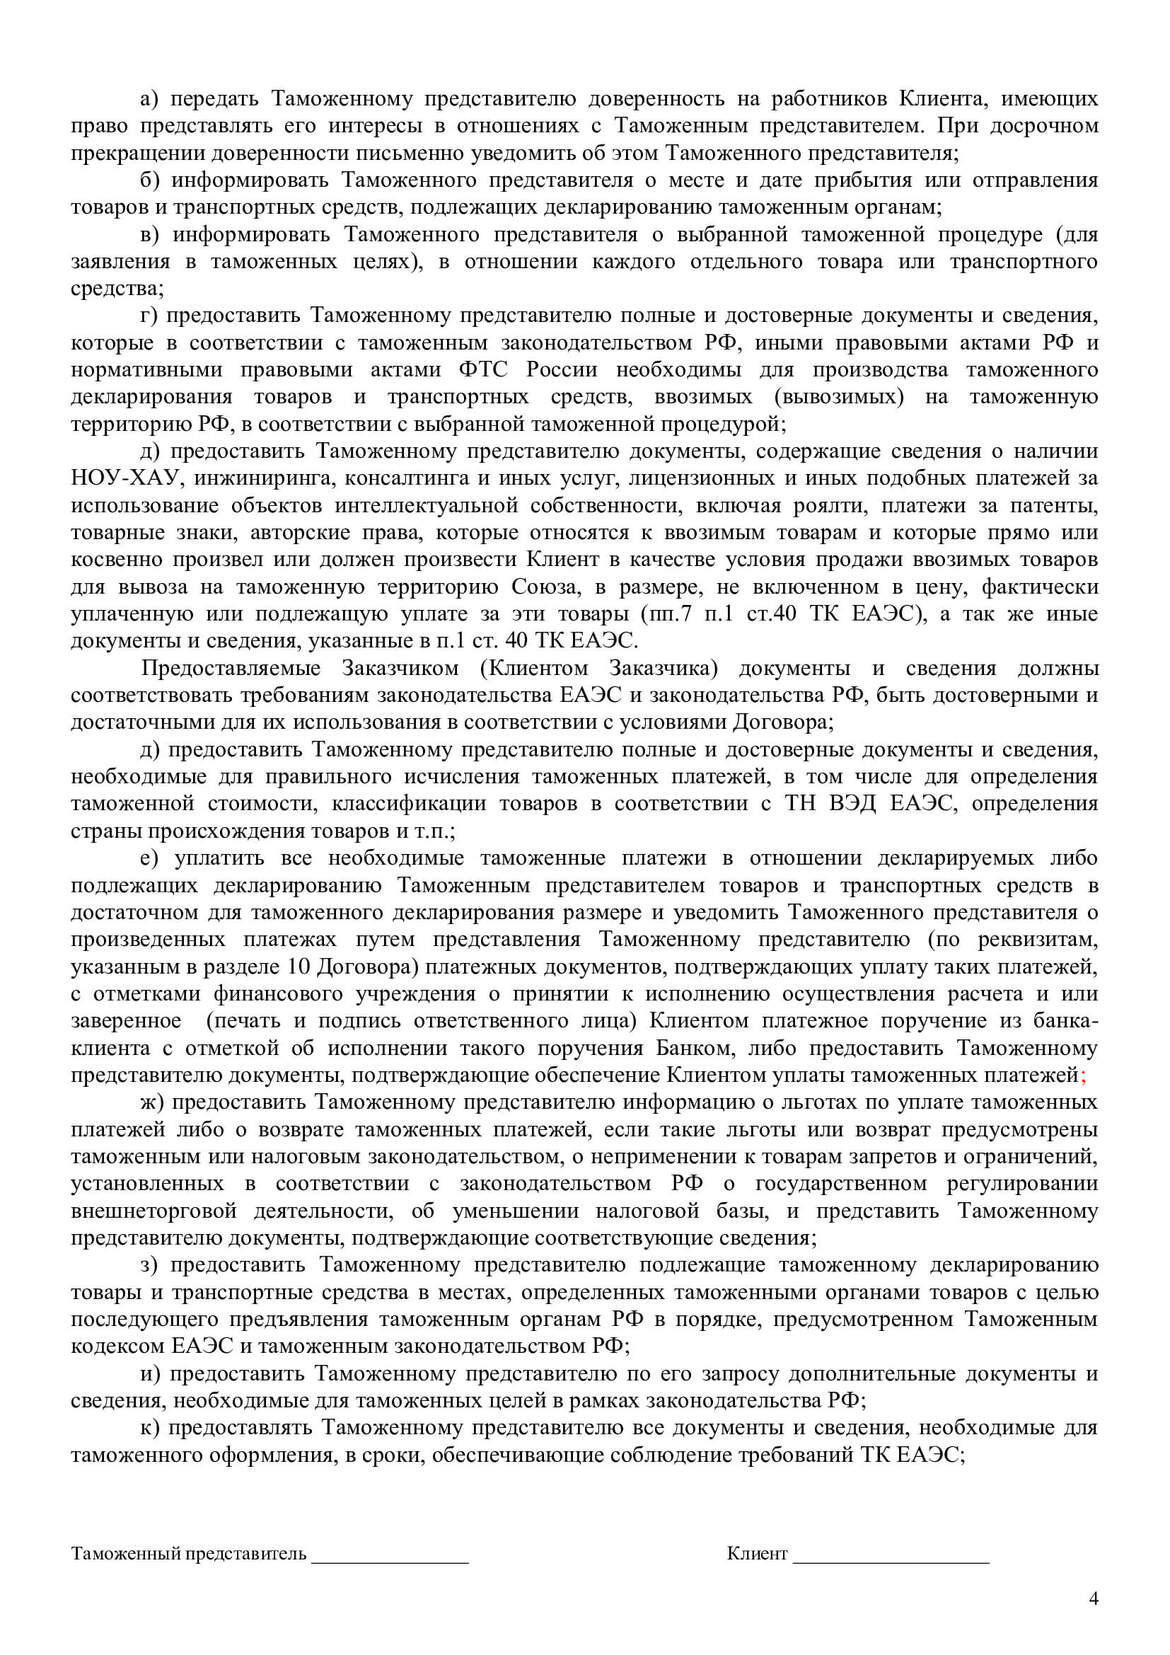 а) передать Таможенному представителю доверенность на работников Клиента, имеющих
право представлять его интересы в отношениях с Таможенным представителем. При досрочном
прекращении доверенности письменно уведомить об этом Таможенного представителя;
б) информировать Таможенного представителя о месте и дате прибытия или отправления
товаров и транспортных средств, подлежащих декларированию таможенным органам;
в) информировать Таможенного представителя о выбранной таможенной процедуре (для
заявления в таможенных целях), в отношении каждого отдельного товара или транспортного
средства;
г) предоставить Таможенному представителю полные и достоверные документы и сведения,
которые в соответствии с таможенным законодательством РФ, иными правовыми актами РФ и
нормативными правовыми актами ФТС России необходимы для производства таможенного
декларирования товаров и транспортных средств, ввозимых (вывозимых) на таможенную
территорию РФ, в соответствии с выбранной таможенной процедурой;
д) предоставить Таможенному представителю документы, содержащие сведения о наличии
НОУ-ХАУ, инжиниринга, консалтинга и иных услуг, лицензионных и иных подобных платежей за
использование объектов интеллектуальной собственности, включая роялти, платежи за патенты,
товарные знаки, авторские права, которые относятся к ввозимым товарам и которые прямо или
косвенно произвел или должен произвести Клиент в качестве условия продажи ввозимых товаров
для вывоза на таможенную территорию Союза, в размере, не включенном в цену, фактически
уплаченную или подлежащую уплате за эти товары (пп.7 п.1 ст.40 ТК ЕАЭС), а так же иные
документы и сведения, указанные в п.1 ст. 40 ТК ЕАЭС.
Предоставляемые Заказчиком (Клиентом Заказчика) документы и сведения должны
соответствовать требованиям законодательства ЕАЭС и законодательства РФ, быть достоверными и
достаточными для их использования в соответствии с условиями Договора;
д) предоставить Таможенному представителю полные и достоверные документы и сведения,
необходимые для правильного исчисления таможенных платежей, в том числе для определения
таможенной стоимости, классификации товаров в соответствии с ТН ВЭД ЕАЭС, определения
страны происхождения товаров и т.п.;
е) уплатить все необходимые таможенные платежи в отношении декларируемых либо
подлежащих декларированию Таможенным представителем товаров и транспортных средств в
достаточном для таможенного декларирования размере и уведомить Таможенного представителя о
произведенных платежах путем представления Таможенному представителю (по реквизитам,
указанным в разделе 10 Договора) платежных документов, подтверждающих уплату таких платежей,
с отметками финансового учреждения о принятии к исполнению осуществления расчета и или
заверенное (печать и подпись ответственного лица) Клиентом платежное поручение из банка-
клиента с отметкой об исполнении такого поручения Банком, либо предоставить Таможенному
представителю документы, подтверждающие обеспечение Клиентом уплаты таможенных платежей;
ж) предоставить Таможенному представителю информацию о льготах по уплате таможенных
платежей либо о возврате таможенных платежей, если такие льготы или возврат предусмотрены
таможенным или налоговым законодательством, о неприменении к товарам запретов и ограничений,
установленных в соответствии с законодательством РФ о государственном регулировании
внешнеторговой деятельности, об уменьшении налоговой базы, и представить Таможенному
представителю документы, подтверждающие соответствующие сведения;
з) предоставить Таможенному представителю подлежащие таможенному декларированию
товары и транспортные средства в местах, определенных таможенными органами товаров с целью
последующего предъявления таможенным органам РФ в порядке, предусмотренном Таможенным
кодексом ЕАЭС и таможенным законодательством РФ;
и) предоставить Таможенному представителю по его запросу дополнительные документы и
сведения, необходимые для таможенных целей в рамках законодательства РФ;
к) предоставлять Таможенному представителю все документы и сведения, необходимые для
таможенного оформления, в сроки, обеспечивающие соблюдение требований ТК ЕАЭС;
Таможенный представитель ________________ Клиент ____________________
4